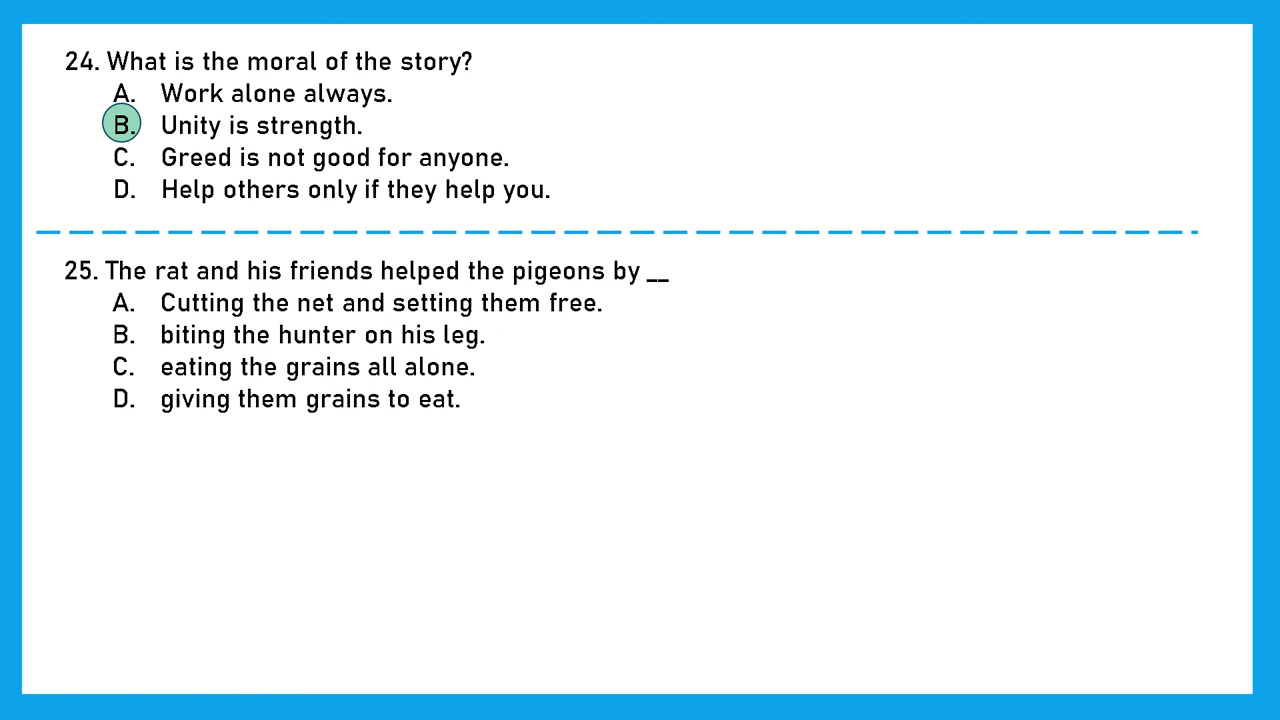 24. What is the moral of the story?
A. Work alone always.
B. Unity is strength.
C. Greed is not good for anyone.
D. Help others only if they help you.
25. The rat and his friends helped the pigeons by __
A. Cutting the net and setting them free.
B. biting the hunter on his leg.
C. eating the grains all alone.
D. giving them grains to eat.